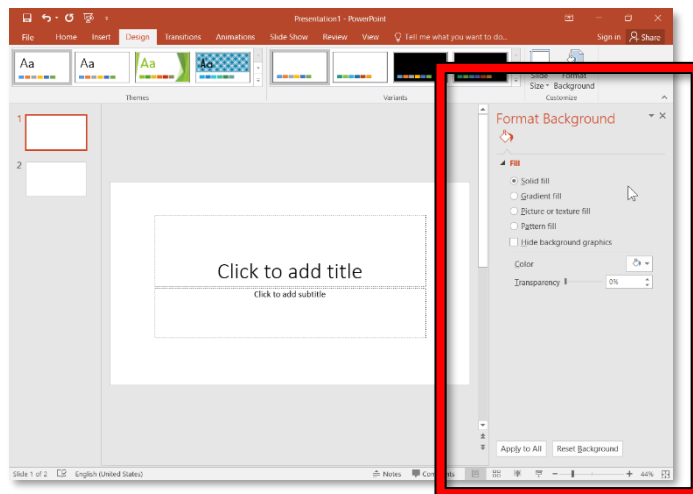 Presentation1 - PowerPoint
File Home Insert Design Transitions Animations Slide Show Review View Tell me what you want to do... Sign in Share
Aa Aa Aa Aa
Slide Format
Size Background
Themes Variants Customize
1
2
Click to add title
Click to add subtitle
Format Background
Fill
Solid fill
Gradient fill
Picture or texture fill
Pattern fill
Hide background graphics
Color
Transparency 0%
Apply to All Reset Background
Slide 1 of 2 English (United States) Notes 44%